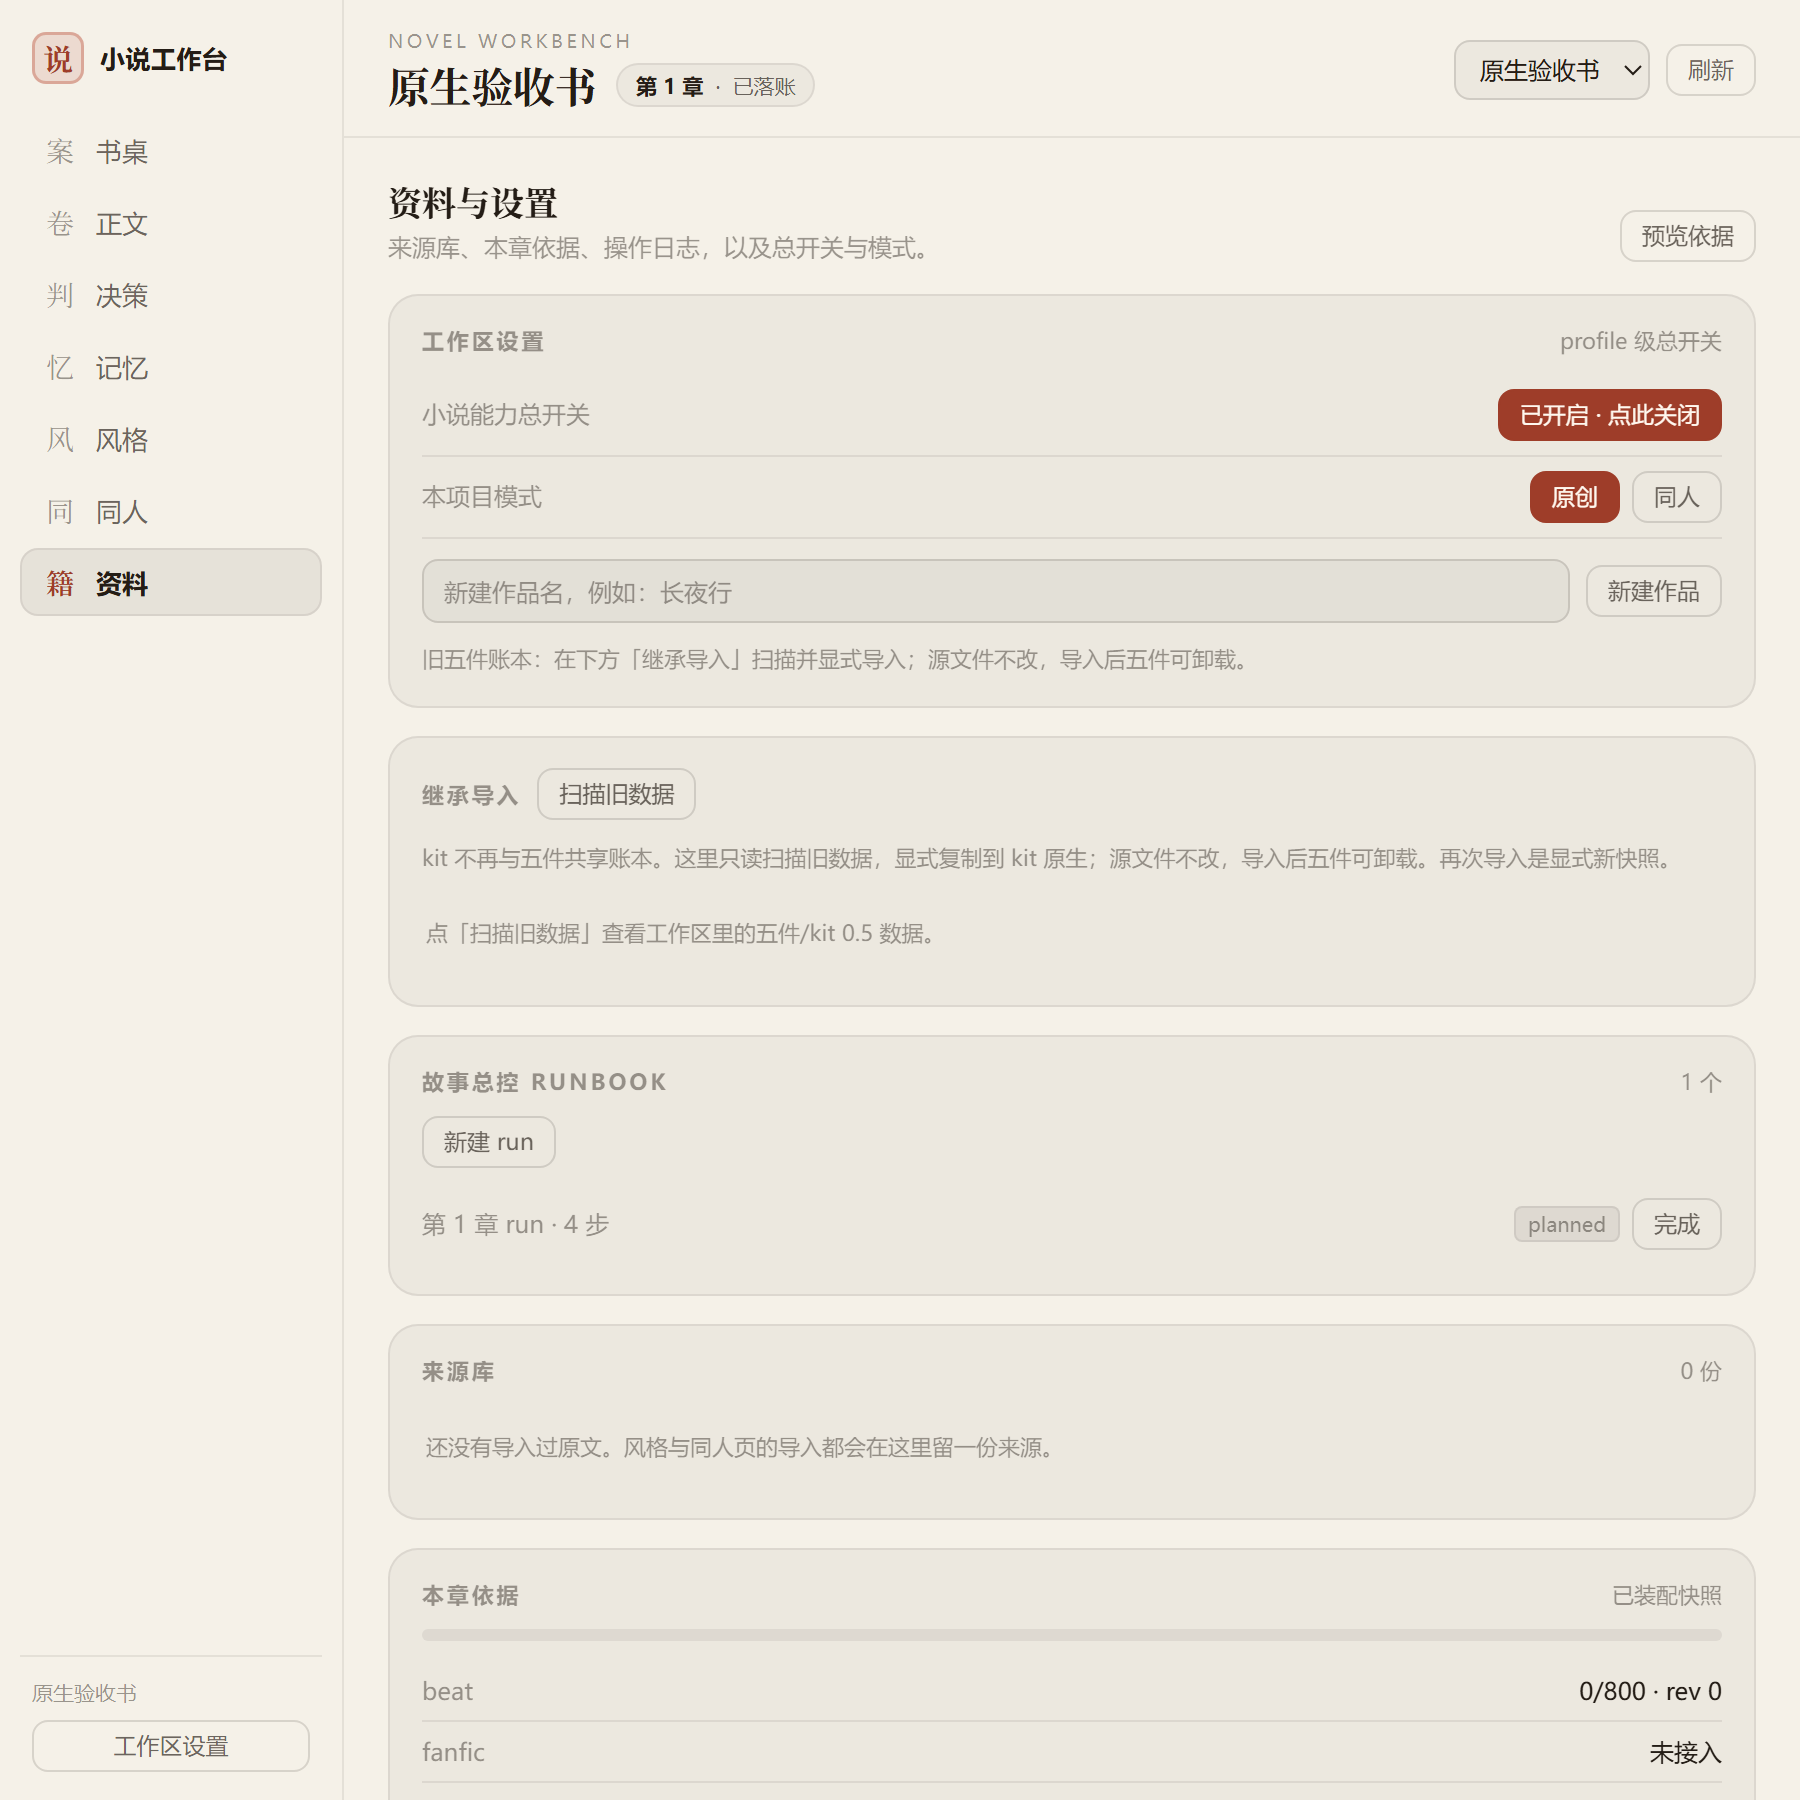 说 小说工作台
案 书桌
卷 正文
判 决策
忆 记忆
风 风格
同 同人
籍 资料
原生验收书
工作区设置
NOVEL WORKBENCH
原生验收书 第 1 章 · 已落账
原生验收书 刷新
资料与设置
来源库、本章依据、操作日志，以及总开关与模式。
预览依据
工作区设置 profile 级总开关
小说能力总开关 已开启 · 点此关闭
本项目模式 原创 同人
新建作品名，例如：长夜行 新建作品
旧五件账本：在下方「继承导入」扫描并显式导入；源文件不改，导入后五件可卸载。
继承导入 扫描旧数据
kit 不再与五件共享账本。这里只读扫描旧数据，显式复制到 kit 原生；源文件不改，导入后五件可卸载。再次导入是显式新快照。
点「扫描旧数据」查看工作区里的五件/kit 0.5 数据。
故事总控 RUNBOOK 1 个
新建 run
第 1 章 run · 4 步 planned 完成
来源库 0 份
还没有导入过原文。风格与同人页的导入都会在这里留一份来源。
本章依据 已装配快照
beat 0/800 · rev 0
fanfic 未接入